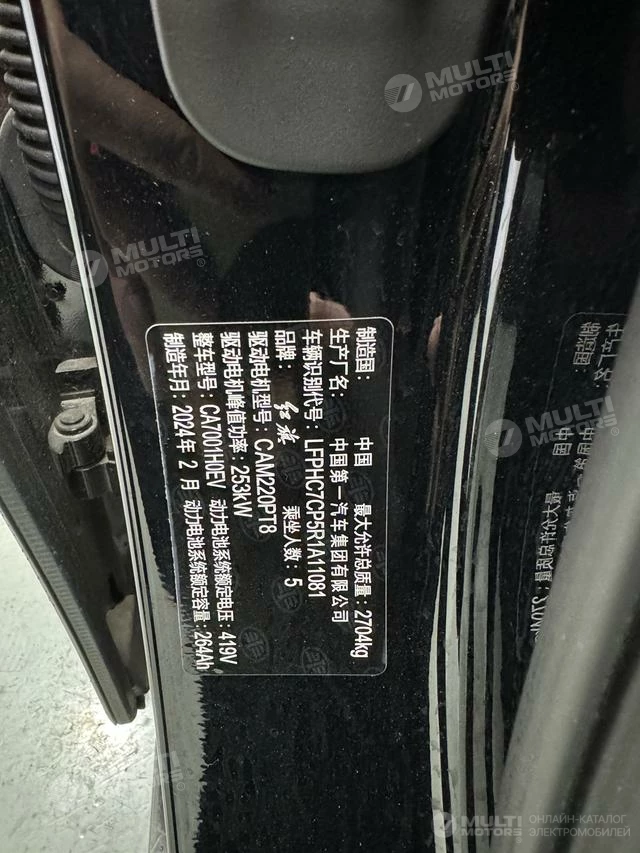 制造国： 中国 最大允许总质量：2704kg
生产厂名： 中国第一汽车集团有限公司
车辆识别代号：LFPHC7CP5R1A11081
品牌：红旗 乘坐人数：5
驱动电机型号：CAM220PT8
驱动电机峰值功率：253KW
整车型号：CA7001H0EV 动力电池系统额定电压：419V
制造年月：2024年2月 动力电池系统额定容量：264Ah
MULTI
MOTORS®
MULTI
MOTORS®
MULTI
MOTORS®
MULTI
MOTORS®
MULTI
MOTORS
ОНЛАЙН-КАТАЛОГ
ЭЛЕКТРОМОБИЛЕЙ